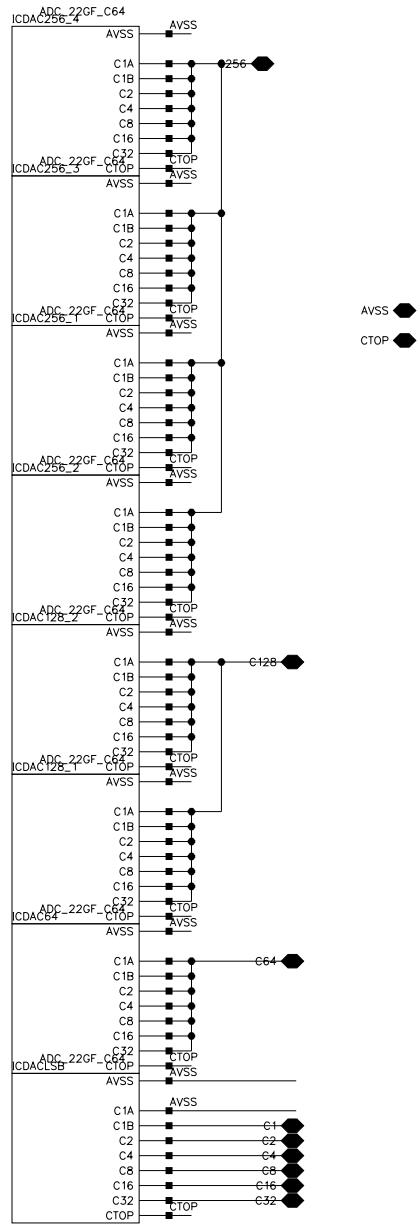 ADC_22GF_C64
ICDAC256_4
AVSS AVSS
C1A 256
C1B
C2
C4
C8
C16
C32
ADC_22GF_C64 CTOP
ICDAC256_3 CTOP
AVSS AVSS
C1A
C1B
C2
C4
C8
C16
C32
ADC_22GF_C64 CTOP
ICDAC256_1 CTOP
AVSS AVSS
C1A
C1B
C2
C4
C8
C16
C32
ADC_22GF_C64 CTOP
ICDAC256_2 CTOP
AVSS AVSS
C1A
C1B
C2
C4
C8
C16
C32
ADC_22GF_C64 CTOP
ICDAC128_2 CTOP
AVSS AVSS
C1A C128
C1B
C2
C4
C8
C16
C32
ADC_22GF_C64 CTOP
ICDAC128_1 CTOP
AVSS AVSS
C1A
C1B
C2
C4
C8
C16
C32
ADC_22GF_C64 CTOP
ICDAC64 CTOP
AVSS AVSS
C1A C64
C1B
C2
C4
C8
C16
C32
ADC_22GF_C64 CTOP
ICDACLSB CTOP
AVSS AVSS
C1A AVSS
C1B C1
C2 C2
C4 C4
C8 C8
C16 C16
C32 C32
CTOP CTOP
AVSS
CTOP